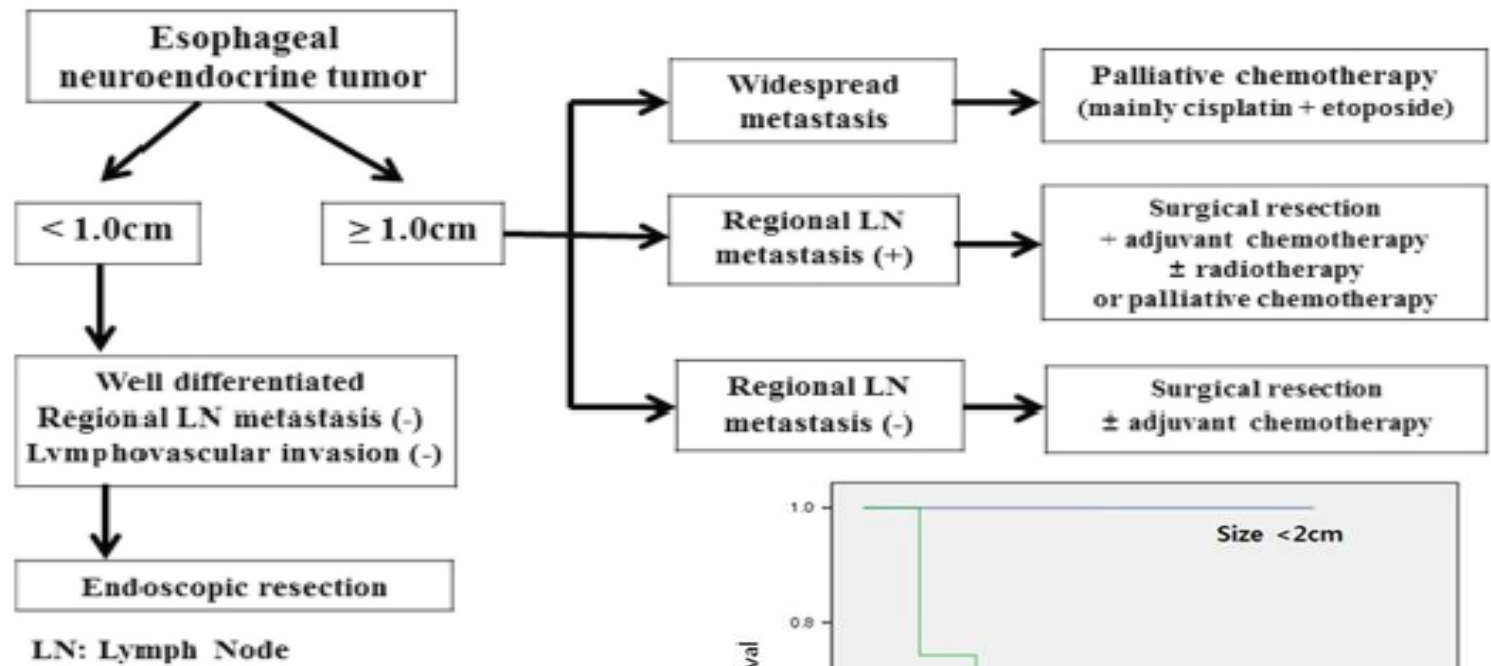 Esophageal
neuroendocrine tumor
< 1.0cm
≥ 1.0cm
Well differentiated
Regional LN metastasis (-)
Lymphovascular invasion (-)
Endoscopic resection
LN: Lymph Node
Widespread
metastasis
Palliative chemotherapy
(mainly cisplatin + etoposide)
Regional LN
metastasis (+)
Surgical resection
+ adjuvant chemotherapy
± radiotherapy
or palliative chemotherapy
Regional LN
metastasis (-)
Surgical resection
± adjuvant chemotherapy
1.0
Size <2cm
0.8